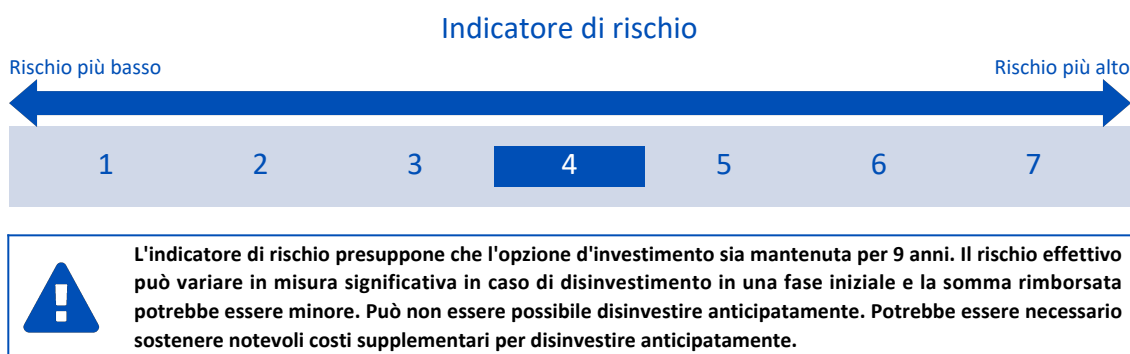 Indicatore di rischio
Rischio più basso Rischio più alto
1 2 3 4 5 6 7
L'indicatore di rischio presuppone che l'opzione d'investimento sia mantenuta per 9 anni. Il rischio effettivo
può variare in misura significativa in caso di disinvestimento in una fase iniziale e la somma rimborsata
potrebbe essere minore. Può non essere possibile disinvestire anticipatamente. Potrebbe essere necessario
sostenere notevoli costi supplementari per disinvestire anticipatamente.